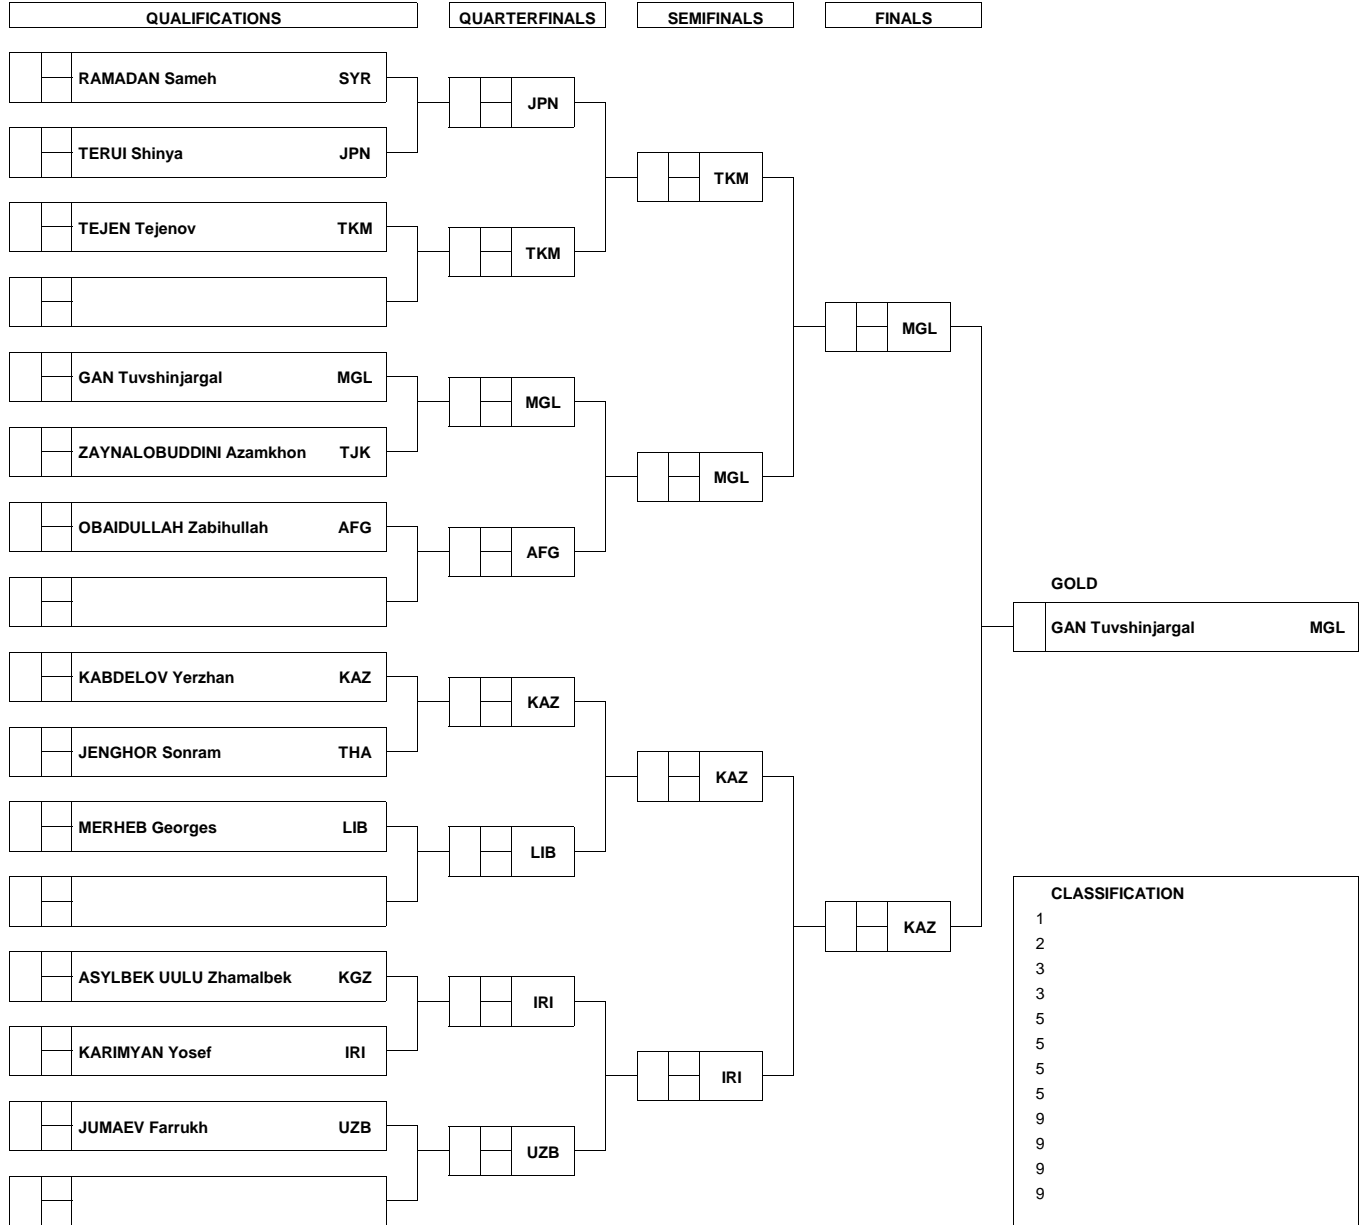 QUALIFICATIONS QUARTERFINALS SEMIFINALS FINALS
RAMADAN Sameh SYR
JPN
TERUI Shinya JPN
TKM
TEJEN Tejenov TKM
TKM
MGL
GAN Tuvshinjargal MGL
MGL
ZAYNALOBUDDINI Azamkhon TJK
MGL
OBAIDULLAH Zabihullah AFG
AFG
GOLD
GAN Tuvshinjargal MGL
KABDELOV Yerzhan KAZ
KAZ
JENGHOR Sonram THA
KAZ
MERHEB Georges LIB
LIB
CLASSIFICATION
1
KAZ
2
3
ASYLBEK UULU Zhamalbek KGZ
3
IRI
5
KARIMYAN Yosef IRI
5
5
IRI
5
9
JUMAEV Farrukh UZB
9
UZB
9
9